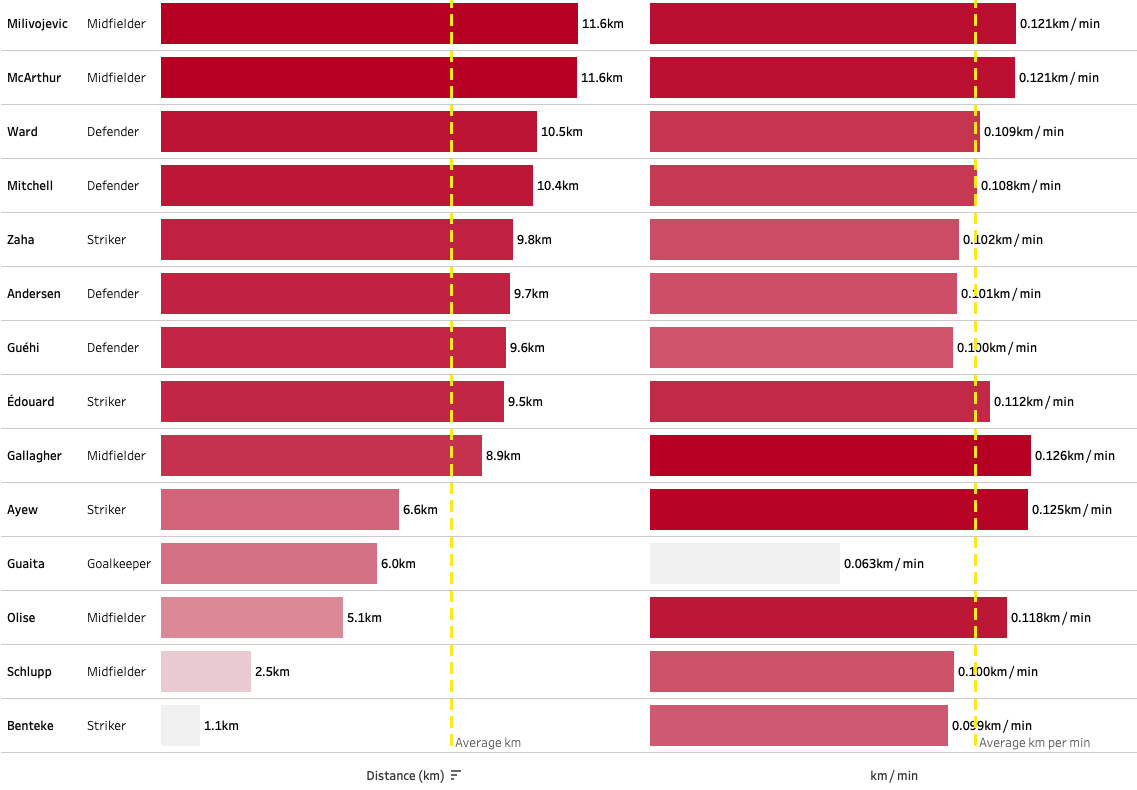 Milivojevic Midfielder 11.6km 0.121km / min
McArthur Midfielder 11.6km 0.121km / min
Ward Defender 10.5km 0.109km / min
Mitchell Defender 10.4km 0.108km / min
Zaha Striker 9.8km 0.102km / min
Andersen Defender 9.7km 0.101km / min
Guéhi Defender 9.6km 0.100km / min
Édouard Striker 9.5km 0.112km / min
Gallagher Midfielder 8.9km 0.126km / min
Ayew Striker 6.6km 0.125km / min
Guaita Goalkeeper 6.0km 0.063km / min
Olise Midfielder 5.1km 0.118km / min
Schlupp Midfielder 2.5km 0.100km / min
Benteke Striker 1.1km 0.099km / min
Average km Average km per min
Distance (km) km / min